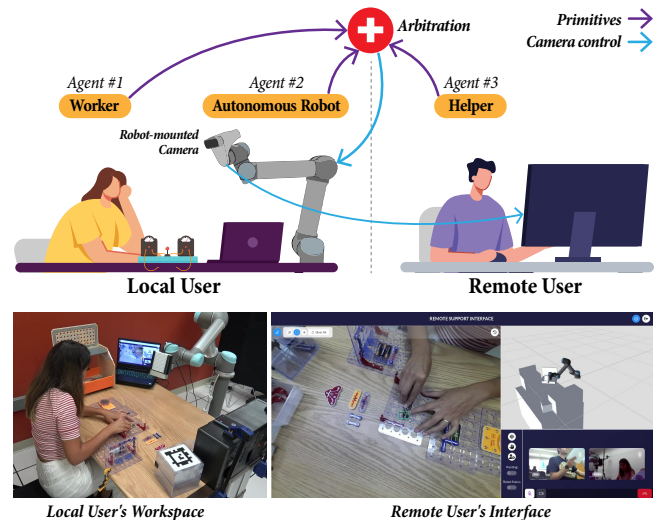 Arbitration
Primitives
Camera control
Agent #1
Worker
Agent #2
Autonomous Robot
Agent #3
Helper
Robot-mounted
Camera
Local User
Remote User
REMOTE SUPPORT INTERFACE
Local User's Workspace
Remote User's Interface